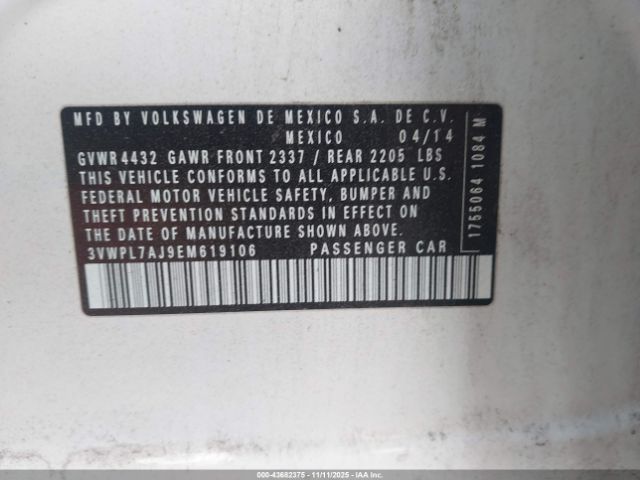 MFD BY VOLKSWAGEN DE MEXICO S.A. DE C.V.
MEXICO 04/14
GVWR 4432 GAWR FRONT 2337 / REAR 2205 LBS
THIS VEHICLE CONFORMS TO ALL APPLICABLE U.S.
FEDERAL MOTOR VEHICLE SAFETY, BUMPER AND
THEFT PREVENTION STANDARDS IN EFFECT ON
THE DATE OF MANUFACTURE SHOWN ABOVE.
3VWPL7AJ9EM619106 PASSENGER CAR
1755064 1084 M
000-43682375 - 11/11/2025 - IAA Inc.